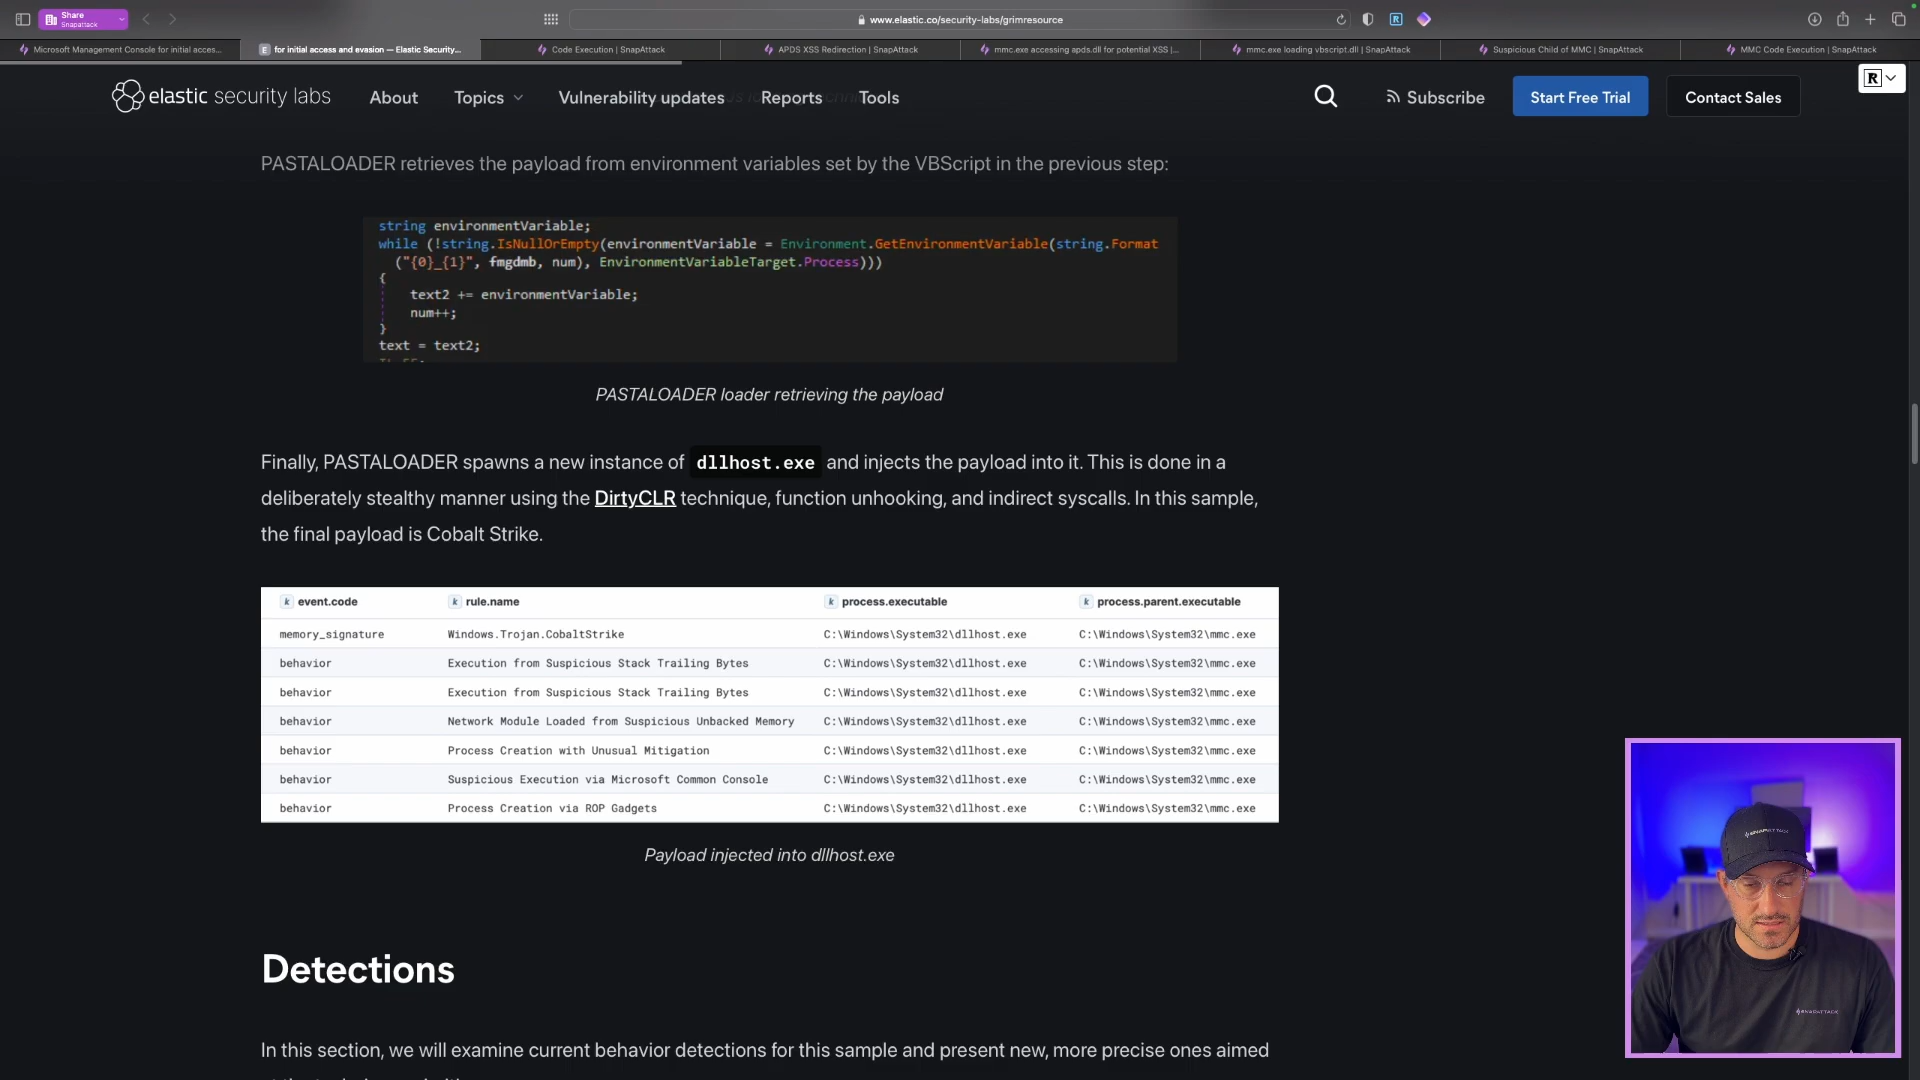 Share
Snapattack
www.elastic.co/security-labs/grimresource
Microsoft Management Console for initial acces...
for initial access and evasion — Elastic Security...
Code Execution | SnapAttack
APDS XSS Redirection | SnapAttack
mmc.exe accessing apds.dll for potential XSS |...
mmc.exe loading vbscript.dll | SnapAttack
Suspicious Child of MMC | SnapAttack
MMC Code Execution | SnapAttack
elastic security labs
About
Topics
Vulnerability updates
Reports
Tools
Subscribe
Start Free Trial
Contact Sales
R
PASTALOADER retrieves the payload from environment variables set by the VBScript in the previous step:
string environmentVariable;
while (!string.IsNullOrEmpty(environmentVariable = Environment.GetEnvironmentVariable(string.Format
("{0}_{1}", fmgdmb, num), EnvironmentVariableTarget.Process)))
{
text2 += environmentVariable;
num++;
}
text = text2;
PASTALOADER loader retrieving the payload
Finally, PASTALOADER spawns a new instance of dllhost.exe and injects the payload into it. This is done in a
deliberately stealthy manner using the DirtyCLR technique, function unhooking, and indirect syscalls. In this sample,
the final payload is Cobalt Strike.
k event.code k rule.name k process.executable k process.parent.executable
memory_signature Windows.Trojan.CobaltStrike C:\Windows\System32\dllhost.exe C:\Windows\System32\mmc.exe
behavior Execution from Suspicious Stack Trailing Bytes C:\Windows\System32\dllhost.exe C:\Windows\System32\mmc.exe
behavior Execution from Suspicious Stack Trailing Bytes C:\Windows\System32\dllhost.exe C:\Windows\System32\mmc.exe
behavior Network Module Loaded from Suspicious Unbacked Memory C:\Windows\System32\dllhost.exe C:\Windows\System32\mmc.exe
behavior Process Creation with Unusual Mitigation C:\Windows\System32\dllhost.exe C:\Windows\System32\mmc.exe
behavior Suspicious Execution via Microsoft Common Console C:\Windows\System32\dllhost.exe C:\Windows\System32\mmc.exe
behavior Process Creation via ROP Gadgets C:\Windows\System32\dllhost.exe C:\Windows\System32\mmc.exe
Payload injected into dllhost.exe
Detections
In this section, we will examine current behavior detections for this sample and present new, more precise ones aimed
SNAPATTACK
SNAPATTACK